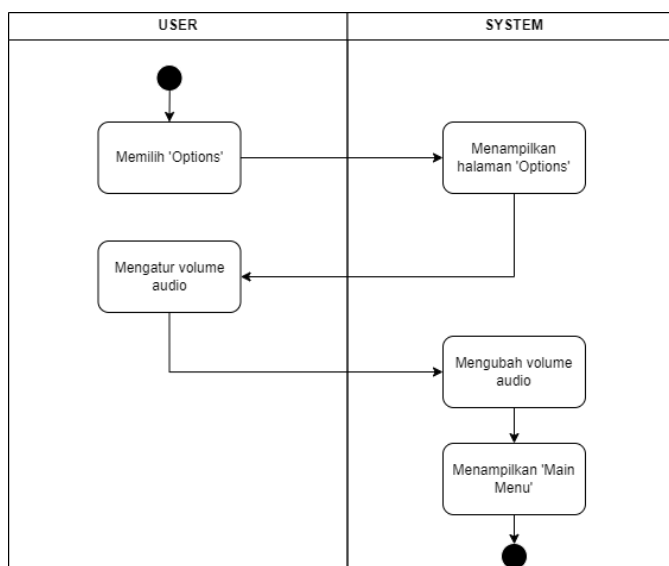 USER
SYSTEM
Memilih 'Options'
Menampilkan
halaman 'Options'
Mengatur volume
audio
Mengubah volume
audio
Menampilkan 'Main
Menu'